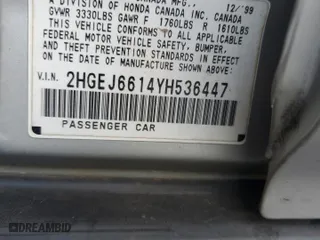 A DIVISION OF HONDA CANADA INC., CANADA
GVWR 3330LBS GAWR F 1760LBS R 1610LBS
THIS VEHICLE CONFORMS TO ALL APPLICABLE
FEDERAL MOTOR VEHICLE SAFETY, BUMPER,
AND THEFT PREVENTION STANDARDS IN
EFFECT ON THE DATE OF MANUFACTURE
SHOWN ABOVE.
V.I.N. 2HGEJ6614YH536447
PASSENGER CAR
DREAMBID